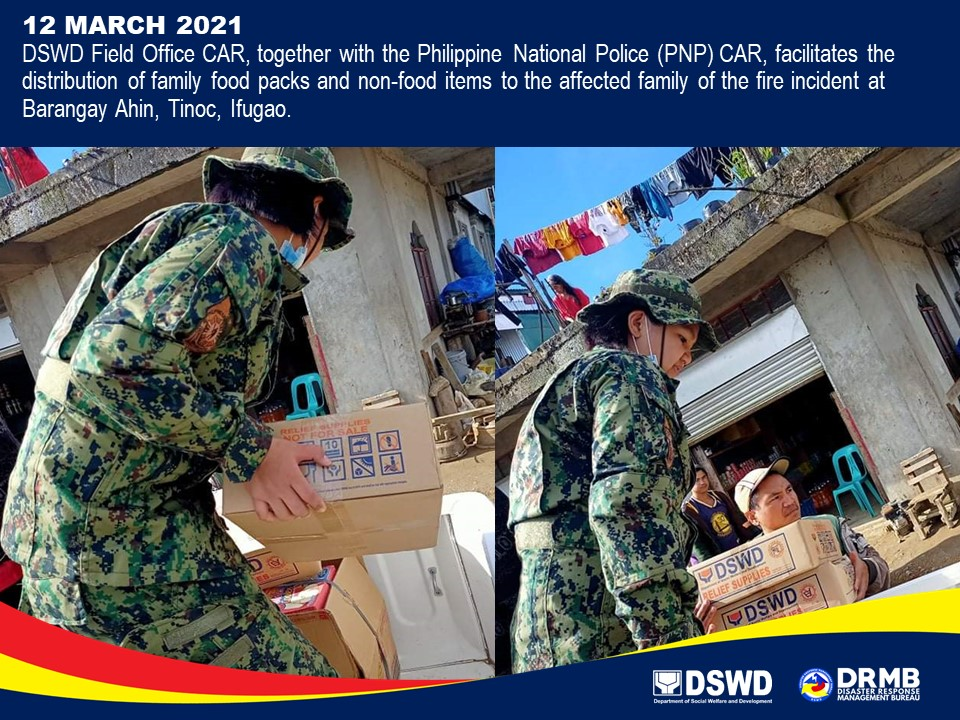 12 MARCH 2021
DSWD Field Office CAR, together with the Philippine National Police (PNP) CAR, facilitates the
distribution of family food packs and non-food items to the affected family of the fire incident at
Barangay Ahin, Tinoc, Ifugao.
RELIEF SUPPLIES
NOT FOR SALE
10
DSWD
RELIEF SUPPLIES
DSWD
DSWD
Department of Social Welfare and Development
DRMB
DISASTER RESPONSE
MANAGEMENT BUREAU